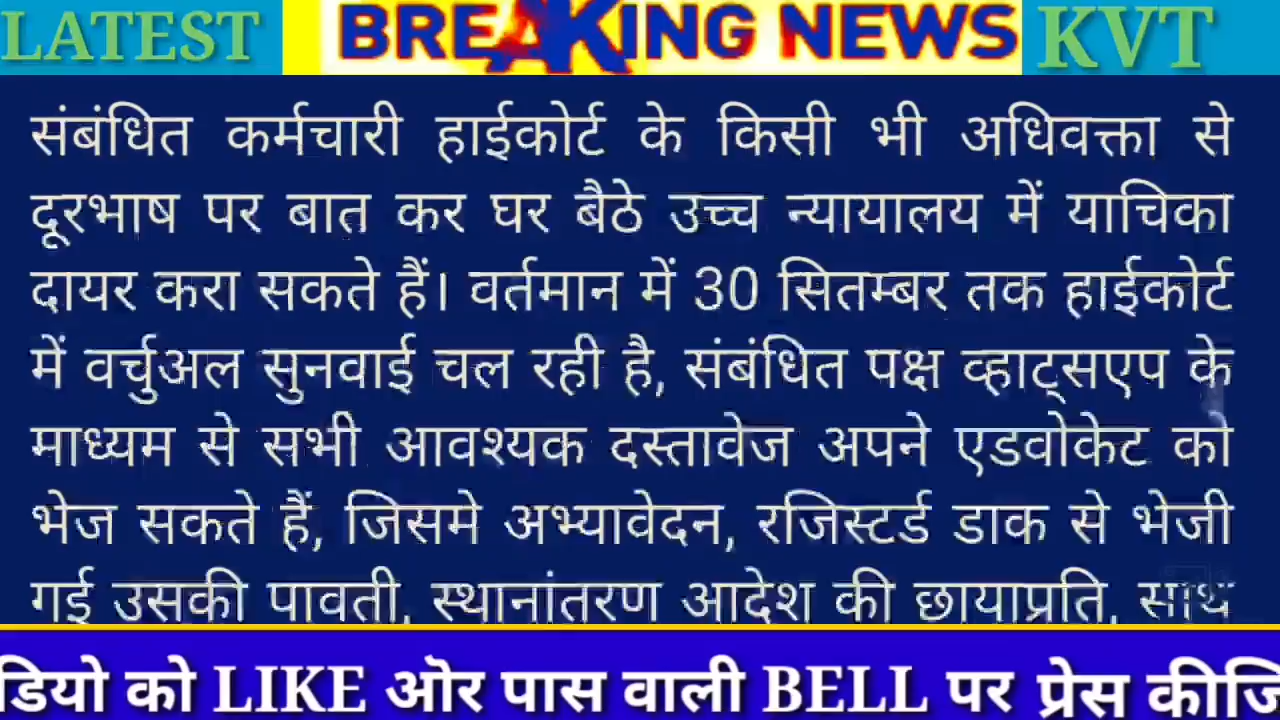 LATEST BREAKING NEWS KVT
संबंधित कर्मचारी हाईकोर्ट के किसी भी अधिवक्ता से
दूरभाष पर बात कर घर बैठे उच्च न्यायालय में याचिका
दायर करा सकते हैं। वर्तमान में 30 सितम्बर तक हाईकोर्ट
में वर्चुअल सुनवाई चल रही है, संबंधित पक्ष व्हाट्सएप के
माध्यम से सभी आवश्यक दस्तावेज अपने एडवोकेट को
भेज सकते हैं, जिसमे अभ्यावेदन, रजिस्टर्ड डाक से भेजी
गई उसकी पावती, स्थानांतरण आदेश की छायाप्रति, साथ
डियो को LIKE ओर पास वाली BELL पर प्रेस कीजि